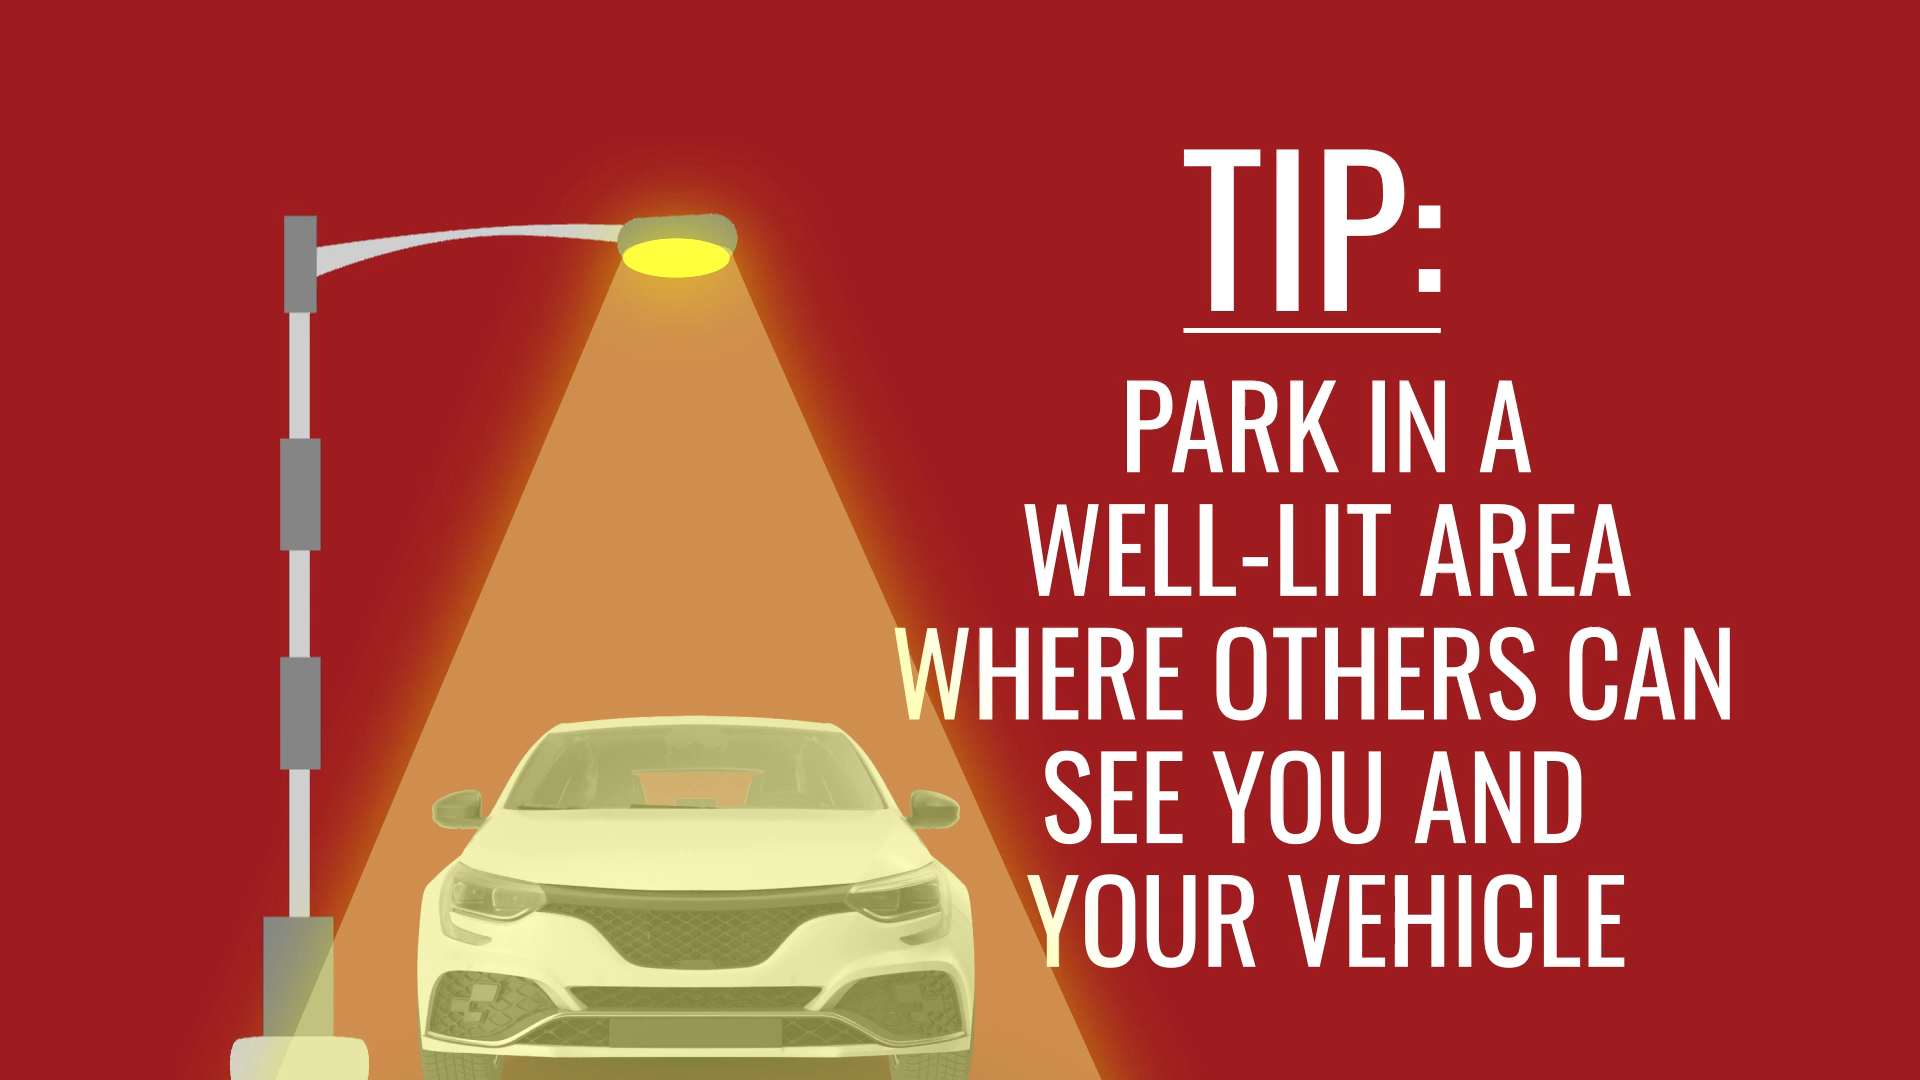 TIP:
PARK IN A
WELL-LIT AREA
WHERE OTHERS CAN
SEE YOU AND
YOUR VEHICLE